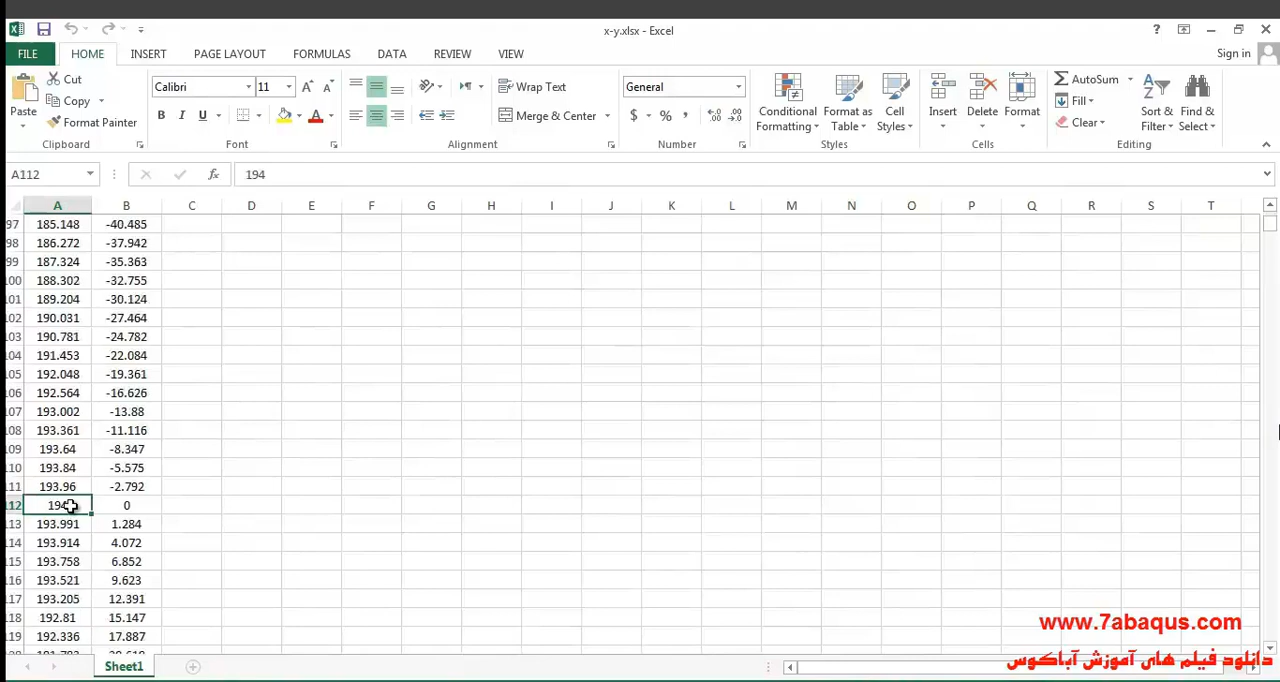 x-y.xlsx - Excel
?
FILE HOME INSERT PAGE LAYOUT FORMULAS DATA REVIEW VIEW Sign in
Paste Cut Copy Format Painter
Calibri 11
B I U
Wrap Text
Merge & Center
General
$ % ,
Conditional Formatting
Format as Table
Cell Styles
Insert Delete Format
AutoSum
Fill
Clear
Sort & Filter
Find & Select
Clipboard Font Alignment Number Styles Cells Editing
A112 fx 194
A B C D E F G H I J K L M N O P Q R S T
97 185.148 -40.485
98 186.272 -37.942
99 187.324 -35.363
100 188.302 -32.755
101 189.204 -30.124
102 190.031 -27.464
103 190.781 -24.782
104 191.453 -22.084
105 192.048 -19.361
106 192.564 -16.626
107 193.002 -13.88
108 193.361 -11.116
109 193.64 -8.347
110 193.84 -5.575
111 193.96 -2.792
112 194 0
113 193.991 1.284
114 193.914 4.072
115 193.758 6.852
116 193.521 9.623
117 193.205 12.391
118 192.81 15.147
119 192.336 17.887
www.7abaqus.com
دانلود فیلم های آموزش آباکوس
Sheet1